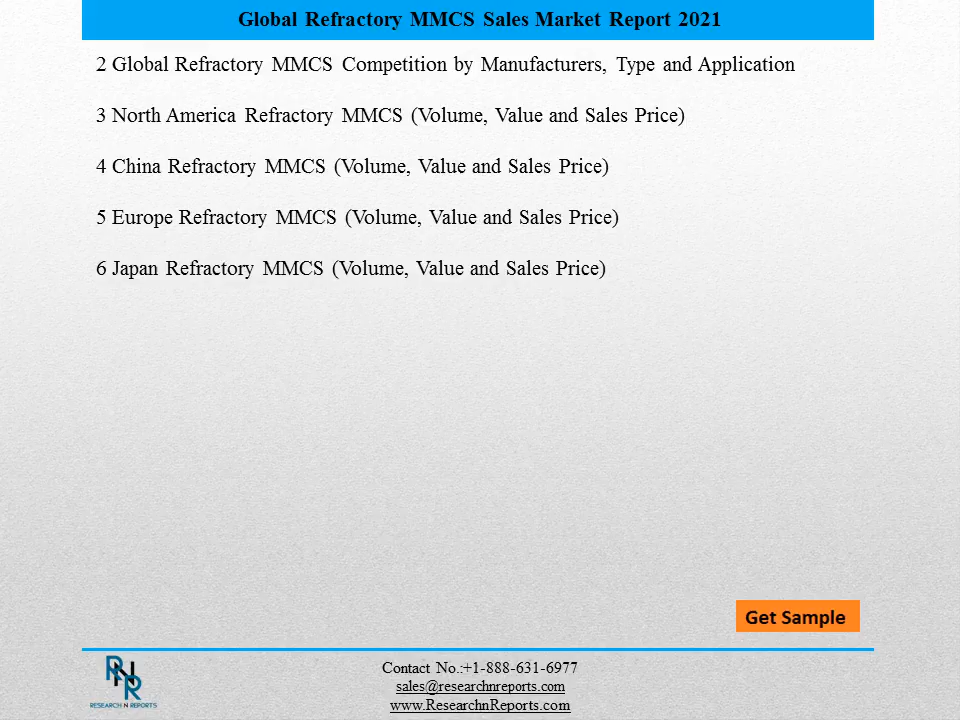 Global Refractory MMCS Sales Market Report 2021
2 Global Refractory MMCS Competition by Manufacturers, Type and Application
3 North America Refractory MMCS (Volume, Value and Sales Price)
4 China Refractory MMCS (Volume, Value and Sales Price)
5 Europe Refractory MMCS (Volume, Value and Sales Price)
6 Japan Refractory MMCS (Volume, Value and Sales Price)
Get Sample
RNR
RESEARCH N REPORTS
Contact No.:+1-888-631-6977
sales@researchnreports.com
www.ResearchnReports.com